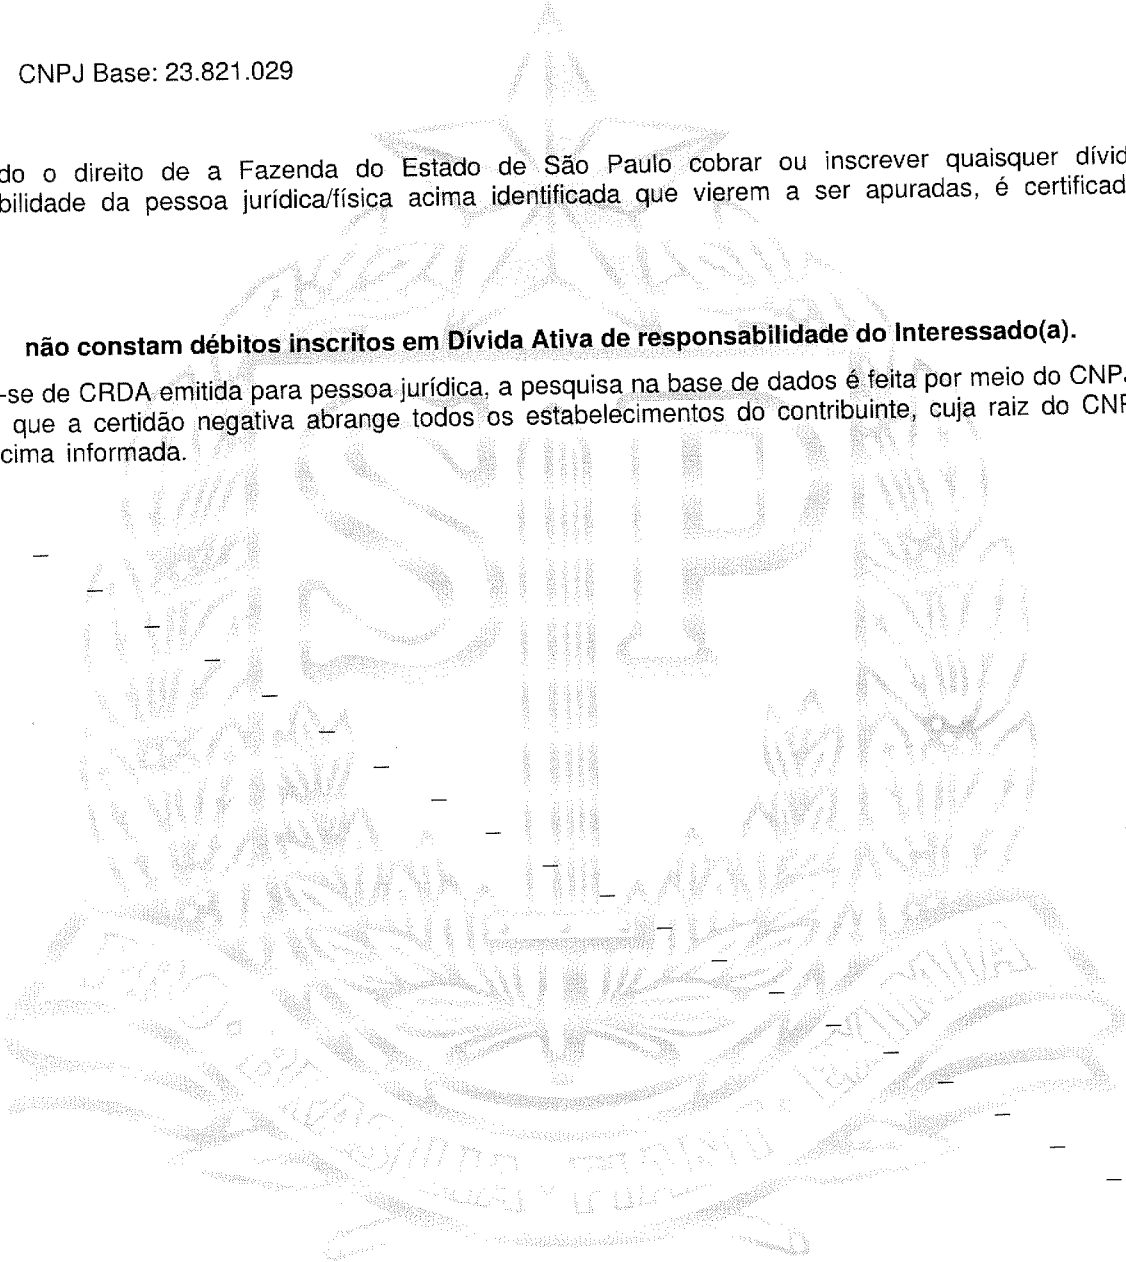 CNPJ Base: 23.821.029
do o direito de a Fazenda do Estado de São Paulo cobrar ou inscrever quaisquer dívid
bilidade da pessoa jurídica/física acima identificada que vierem a ser apuradas, é certificad
não constam débitos inscritos em Dívida Ativa de responsabilidade do Interessado(a).
-se de CRDA emitida para pessoa jurídica, a pesquisa na base de dados é feita por meio do CNPJ
que a certidão negativa abrange todos os estabelecimentos do contribuinte, cuja raiz do CNP
cima informada.
SP